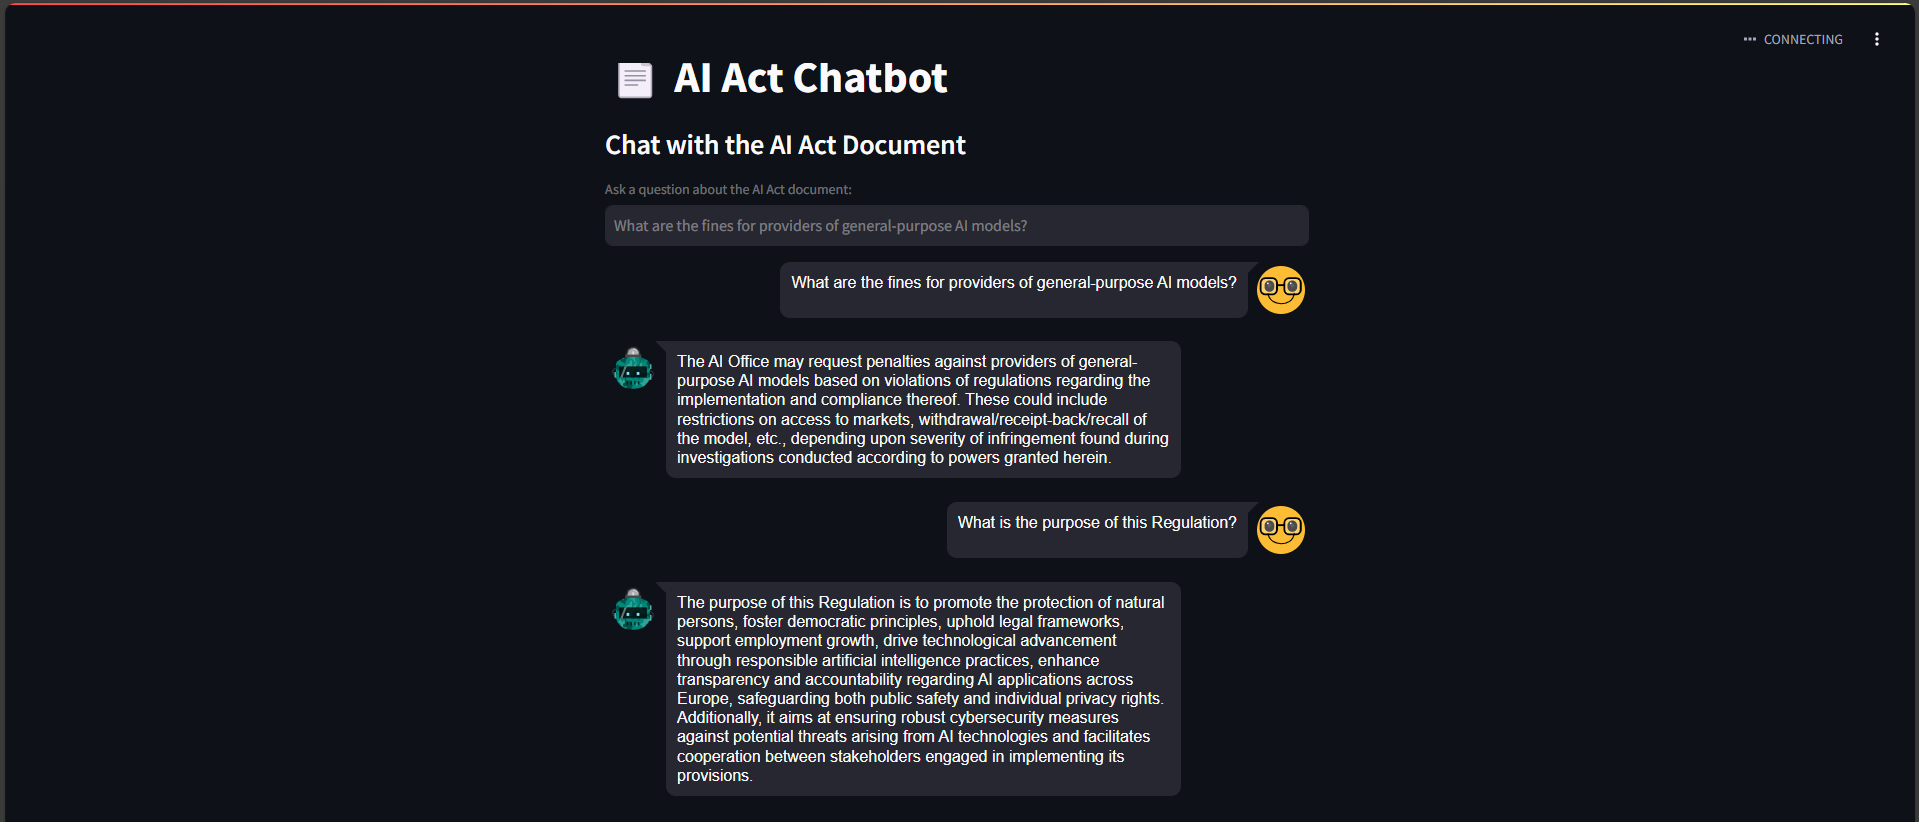 CONNECTING
AI Act Chatbot
Chat with the AI Act Document
Ask a question about the AI Act document:
What are the fines for providers of general-purpose AI models?
What are the fines for providers of general-purpose AI models?
The AI Office may request penalties against providers of general-
purpose AI models based on violations of regulations regarding the
implementation and compliance thereof. These could include
restrictions on access to markets, withdrawal/receipt-back/recall of
the model, etc., depending upon severity of infringement found during
investigations conducted according to powers granted herein.
What is the purpose of this Regulation?
The purpose of this Regulation is to promote the protection of natural
persons, foster democratic principles, uphold legal frameworks,
support employment growth, drive technological advancement
through responsible artificial intelligence practices, enhance
transparency and accountability regarding AI applications across
Europe, safeguarding both public safety and individual privacy rights.
Additionally, it aims at ensuring robust cybersecurity measures
against potential threats arising from AI technologies and facilitates
cooperation between stakeholders engaged in implementing its
provisions.